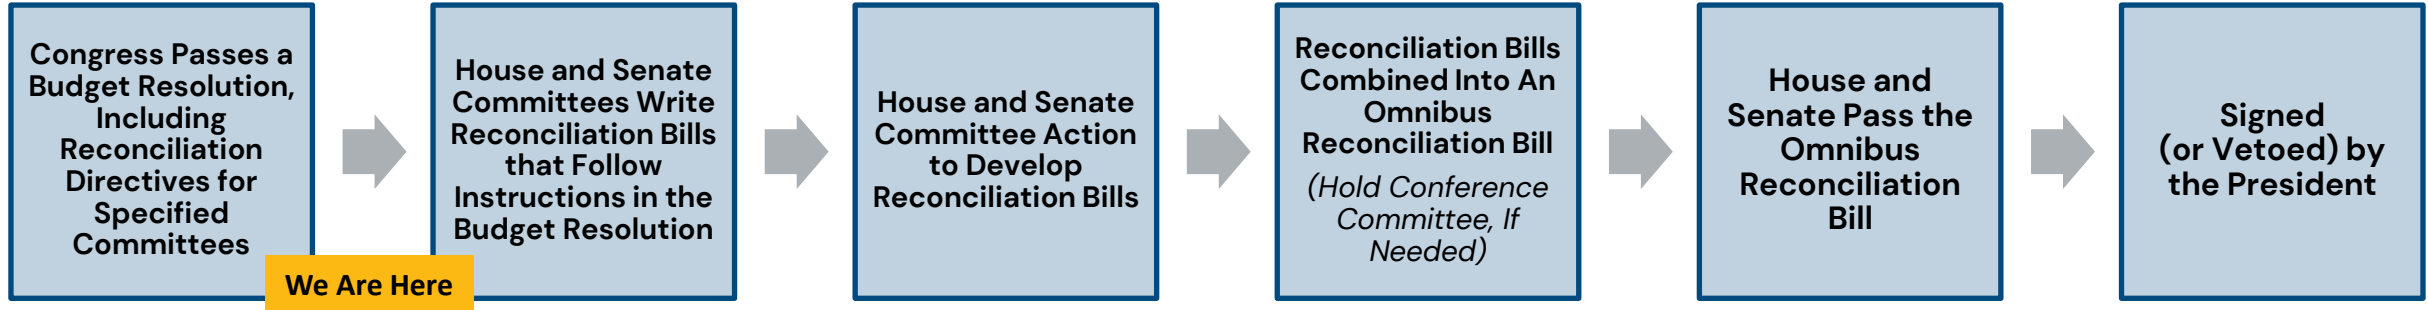 Congress Passes a
Budget Resolution,
Including
Reconciliation
Directives for
Specified
Committees
We Are Here
House and Senate
Committees Write
Reconciliation Bills
that Follow
Instructions in the
Budget Resolution
House and Senate
Committee Action
to Develop
Reconciliation Bills
Reconciliation Bills
Combined Into An
Omnibus
Reconciliation Bill
(Hold Conference
Committee, If
Needed)
House and
Senate Pass the
Omnibus
Reconciliation
Bill
Signed
(or Vetoed) by
the President